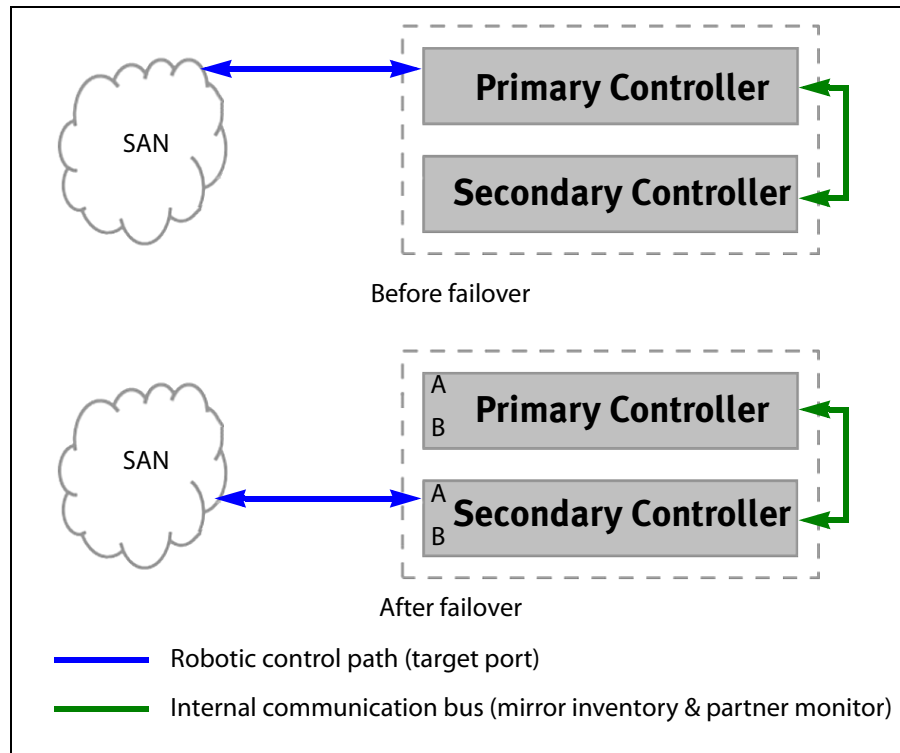 SAN
Primary Controller
Secondary Controller
Before failover
SAN
A
B
Primary Controller
A
B
Secondary Controller
After failover
Robotic control path (target port)
Internal communication bus (mirror inventory & partner monitor)